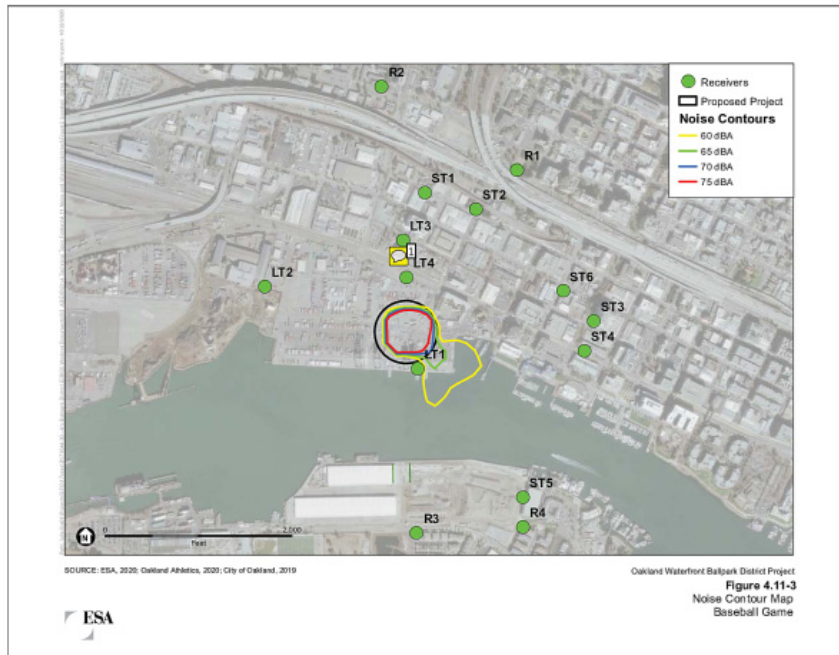 R2
Receivers
Proposed Project
Noise Contours
60 dBA
65 dBA
70 dBA
75 dBA
R1
ST1
ST2
LT3
1
LT4
LT2
ST6
ST3
ST4
LT1
ST5
R4
R3
N
0
2,000
Feet
SOURCE: ESA, 2020; Oakland Athletics, 2020; City of Oakland, 2019
Oakland Waterfront Ballpark District Project
Figure 4.11-3
Noise Contour Map
Baseball Game
ESA